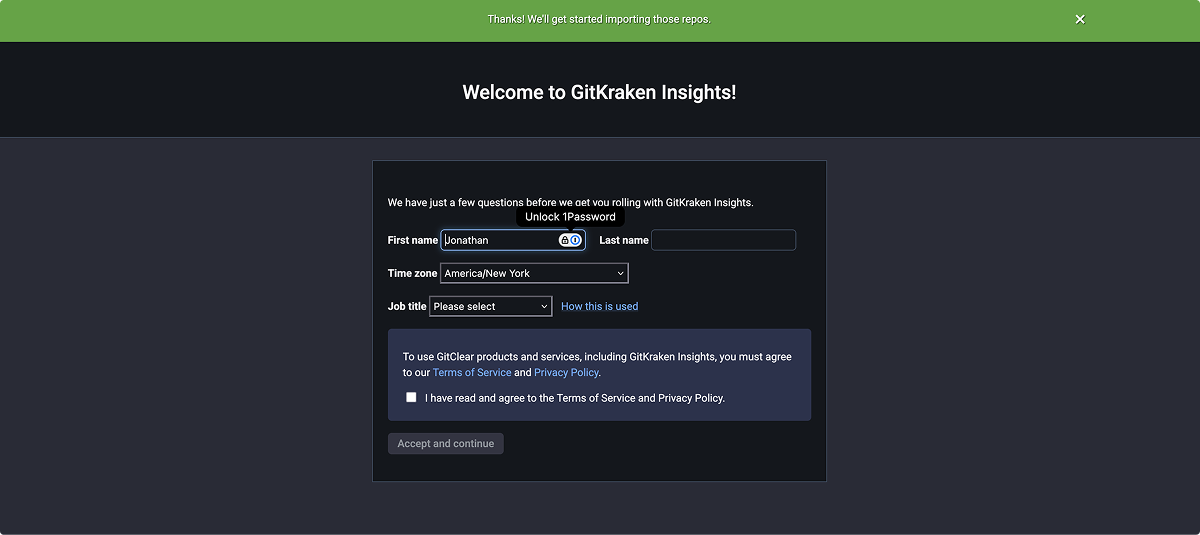 Thanks! We'll get started importing those repos.
Welcome to GitKraken Insights!
We have just a few questions before we get you rolling with GitKraken Insights.
Unlock 1Password
First name Jonathan Last name
Time zone America/New York
Job title Please select How this is used
To use GitClear products and services, including GitKraken Insights, you must agree
to our Terms of Service and Privacy Policy.
I have read and agree to the Terms of Service and Privacy Policy.
Accept and continue